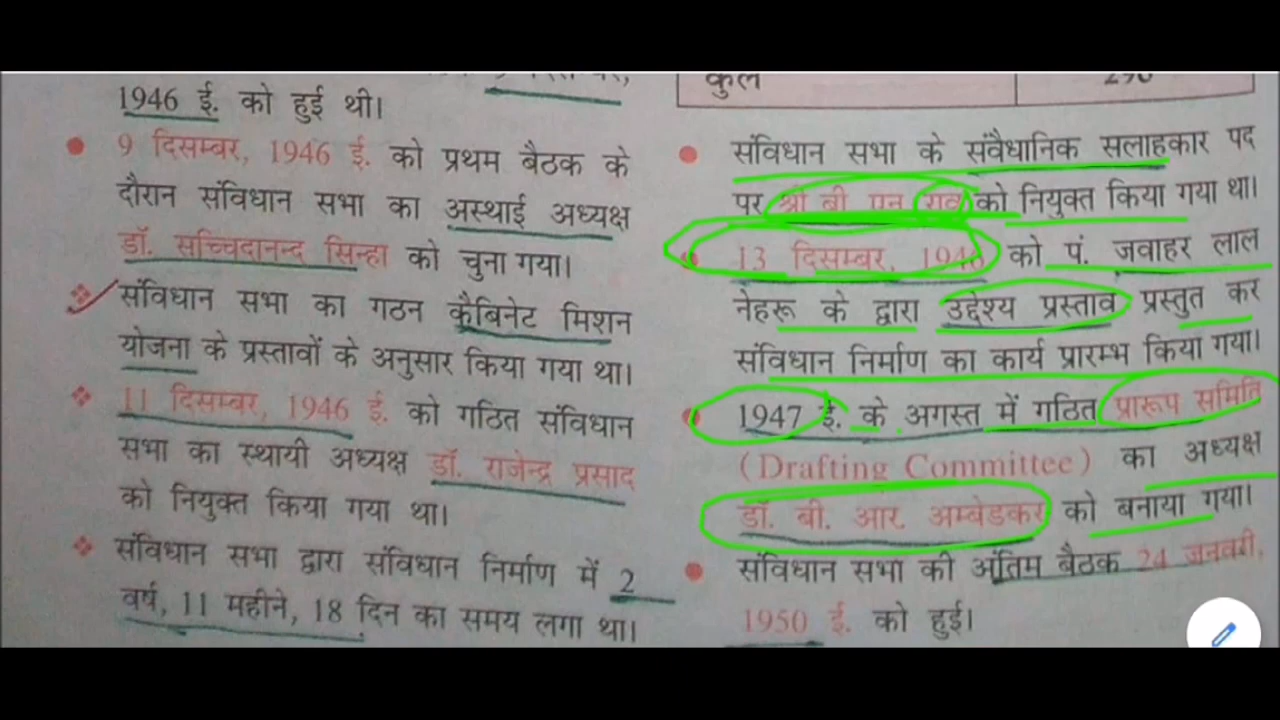 1946 ई. को हुई थी।
● 9 दिसम्बर, 1946 ई. को प्रथम बैठक के
दौरान संविधान सभा का अस्थाई अध्यक्ष
डॉ. सच्चिदानन्द सिन्हा को चुना गया।
संविधान सभा का गठन कैबिनेट मिशन
योजना के प्रस्तावों के अनुसार किया गया था।
11 दिसम्बर, 1946 ई. को गठित संविधान
सभा का स्थायी अध्यक्ष डॉ. राजेन्द्र प्रसाद
को नियुक्त किया गया था।
संविधान सभा द्वारा संविधान निर्माण में 2
वर्ष, 11 महीने, 18 दिन का समय लगा था।
कुल 296
● संविधान सभा के संवैधानिक सलाहकार पद
पर श्री बी एन राव को नियुक्त किया गया था।
13 दिसम्बर, 1946 को पं. जवाहर लाल
नेहरू के द्वारा उद्देश्य प्रस्ताव प्रस्तुत कर
संविधान निर्माण का कार्य प्रारम्भ किया गया।
1947 ई. के अगस्त में गठित प्रारूप समिति
(Drafting Committee) का अध्यक्ष
डॉ. बी. आर. अम्बेडकर को बनाया गया।
● संविधान सभा की अंतिम बैठक 24 जनवरी,
1950 ई. को हुई।